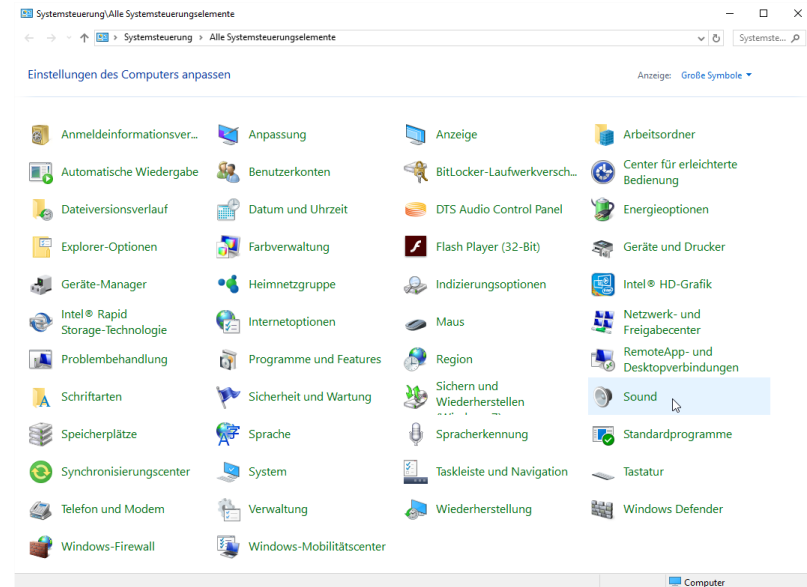 Systemsteuerung\Alle Systemsteuerungselemente
Systemsteuerung > Alle Systemsteuerungselemente
Systemste...
Einstellungen des Computers anpassen
Anzeige: Große Symbole
Anmeldeinformationsver...
Anpassung
Anzeige
Arbeitsordner
Automatische Wiedergabe
Benutzerkonten
BitLocker-Laufwerkversch...
Center für erleichterte
Bedienung
Dateiversionsverlauf
Datum und Uhrzeit
DTS Audio Control Panel
Energieoptionen
Explorer-Optionen
Farbverwaltung
Flash Player (32-Bit)
Geräte und Drucker
Geräte-Manager
Heimnetzgruppe
Indizierungsoptionen
Intel® HD-Grafik
Intel® Rapid
Storage-Technologie
Internetoptionen
Maus
Netzwerk- und
Freigabecenter
Problembehandlung
Programme und Features
Region
RemoteApp- und
Desktopverbindungen
Schriftarten
Sicherheit und Wartung
Sichern und
Wiederherstellen
Sound
Speicherplätze
Sprache
Spracherkennung
Standardprogramme
Synchronisierungscenter
System
Taskleiste und Navigation
Tastatur
Telefon und Modem
Verwaltung
Wiederherstellung
Windows Defender
Windows-Firewall
Windows-Mobilitätscenter
Computer